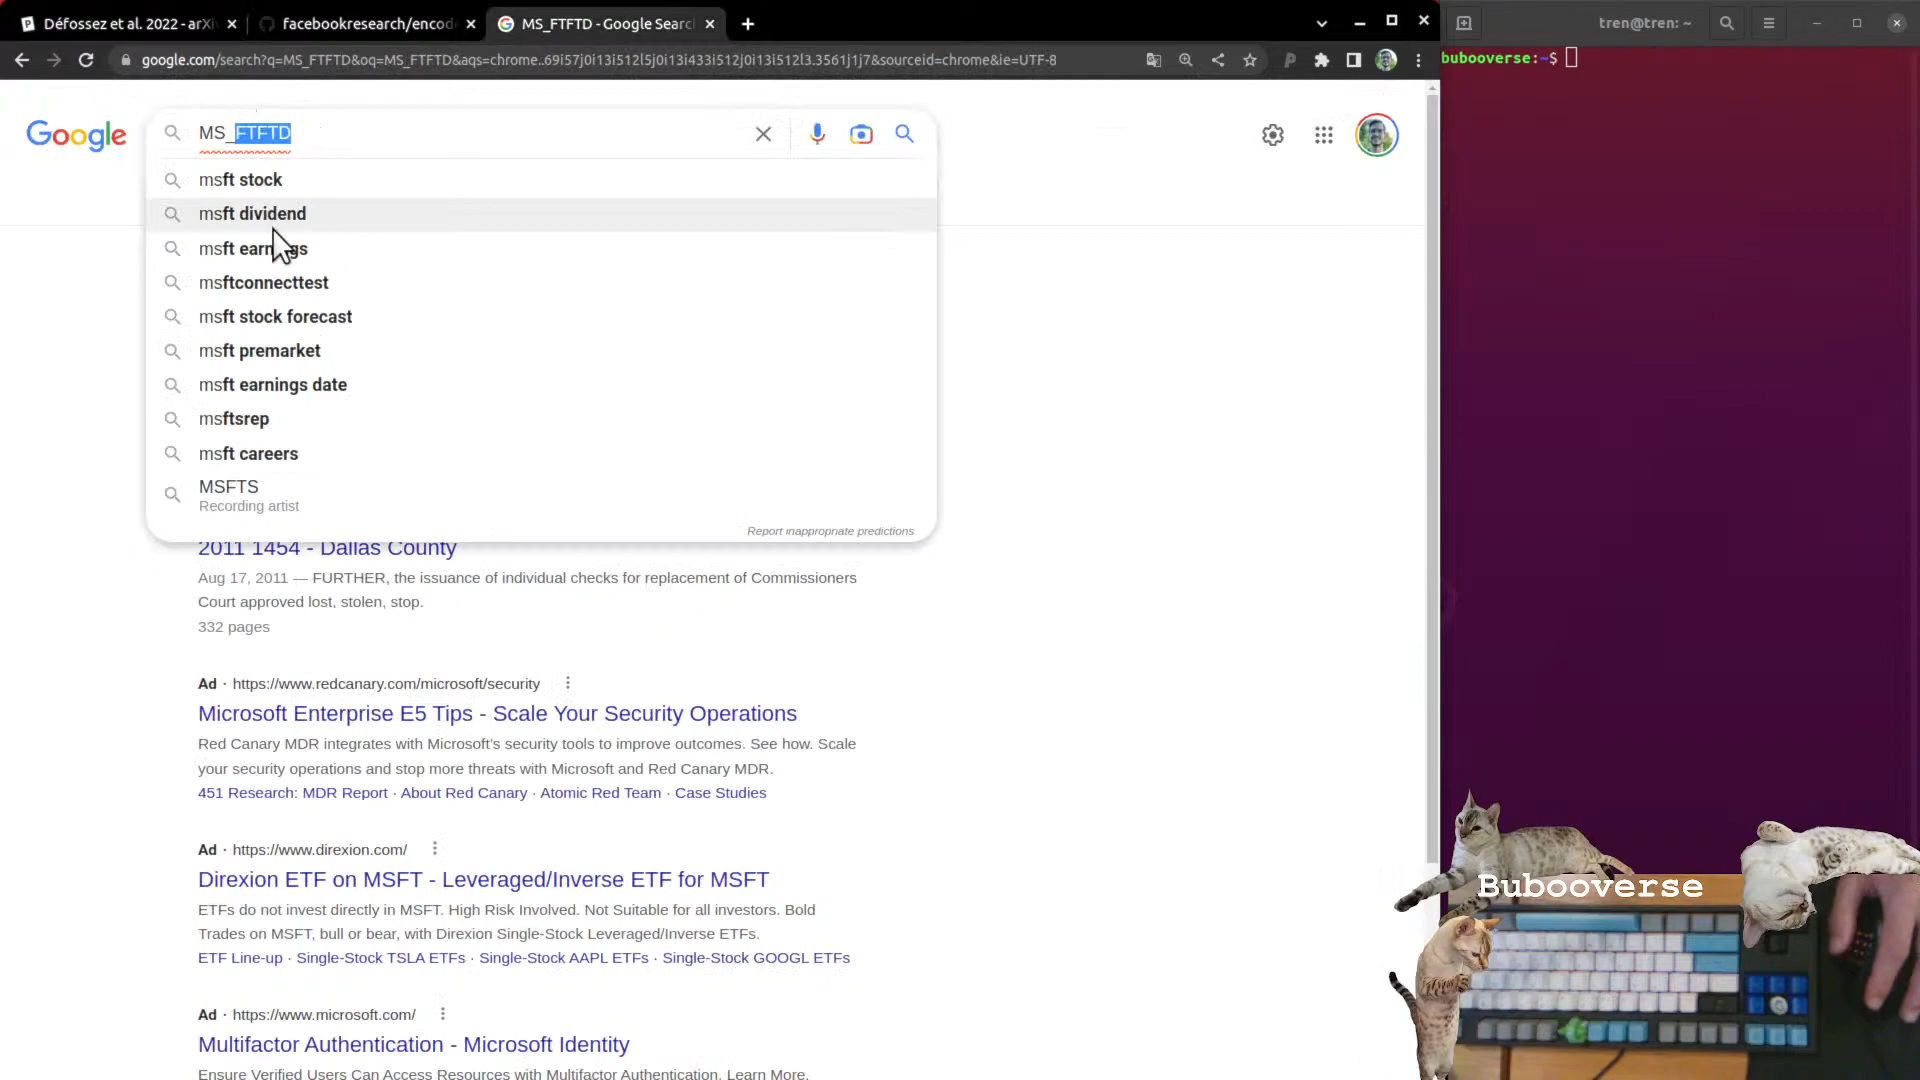 Défossez et al. 2022 - arXi
facebookresearch/encod
MS_FTFTD - Google Searc
tren@tren: ~
google.com/search?q=MS_FTFTD&oq=MS_FTFTD&aqs=chrome..69i57j0i13i512l5j0i13i433i512j0i13i512l3.3561j1j7&sourceid=chrome&ie=UTF-8
bubooverse:~$
Google
MS_FTFTD
msft stock
msft dividend
msft earnings
msftconnecttest
msft stock forecast
msft premarket
msft earnings date
msftsrep
msft careers
MSFTS
Recording artist
Report inappropriate predictions
2011 1454 - Dallas County
Aug 17, 2011 — FURTHER, the issuance of individual checks for replacement of Commissioners
Court approved lost, stolen, stop.
332 pages
Ad · https://www.redcanary.com/microsoft/security
Microsoft Enterprise E5 Tips - Scale Your Security Operations
Red Canary MDR integrates with Microsoft's security tools to improve outcomes. See how. Scale
your security operations and stop more threats with Microsoft and Red Canary MDR.
451 Research: MDR Report · About Red Canary · Atomic Red Team · Case Studies
Ad · https://www.direxion.com/
Direxion ETF on MSFT - Leveraged/Inverse ETF for MSFT
ETFs do not invest directly in MSFT. High Risk Involved. Not Suitable for all investors. Bold
Trades on MSFT, bull or bear, with Direxion Single-Stock Leveraged/Inverse ETFs.
ETF Line-up · Single-Stock TSLA ETFs · Single-Stock AAPL ETFs · Single-Stock GOOGL ETFs
Ad · https://www.microsoft.com/
Multifactor Authentication - Microsoft Identity
Ensure Verified Users Can Access Resources with Multifactor Authentication. Learn More.
Bubooverse